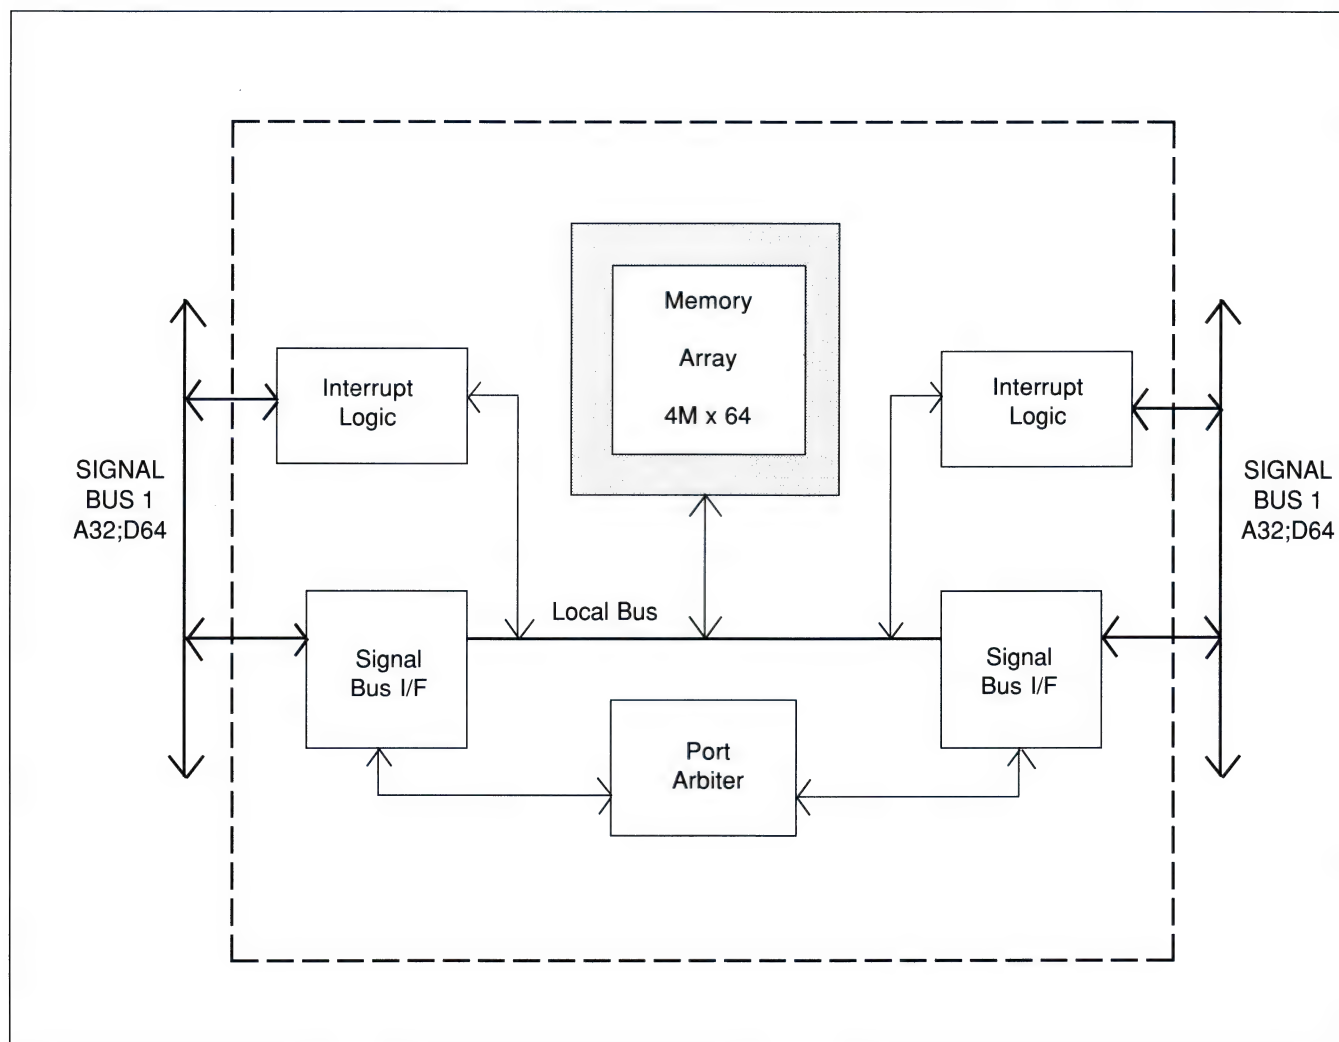 Memory
Array
4M x 64
Interrupt
Logic
Interrupt
Logic
SIGNAL
BUS 1
A32;D64
SIGNAL
BUS 1
A32;D64
Local Bus
Signal
Bus I/F
Signal
Bus I/F
Port
Arbiter